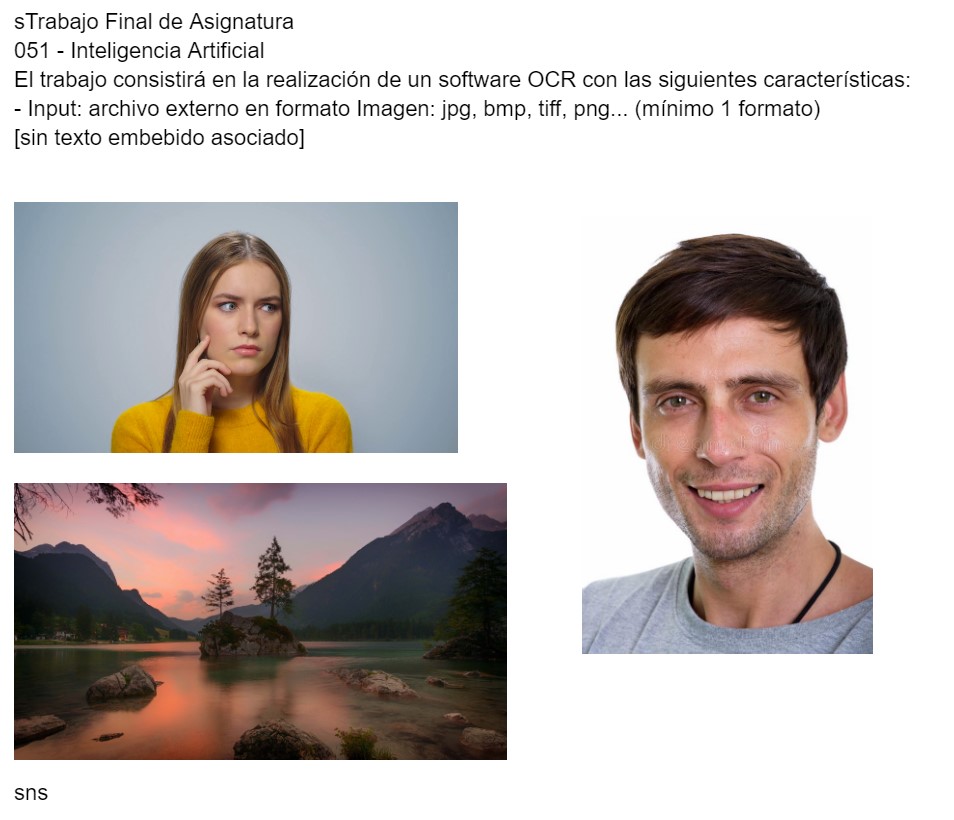 sTrabajo Final de Asignatura
051 - Inteligencia Artificial
El trabajo consistirá en la realización de un software OCR con las siguientes características:
- Input: archivo externo en formato Imagen: jpg, bmp, tiff, png... (mínimo 1 formato)
[sin texto embebido asociado]
sns